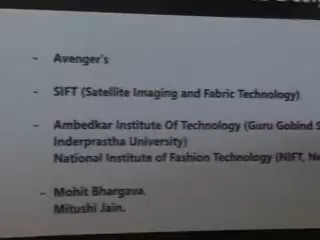 - Avenger's
- SIFT (Satellite Imaging and Fabric Technology)
- Ambedkar Institute Of Technology (Guru Gobind S
Inderprastha University)
National Institute of Fashion Technology (NIFT, Ne
- Mohit Bhargava.
Mitushi Jain.